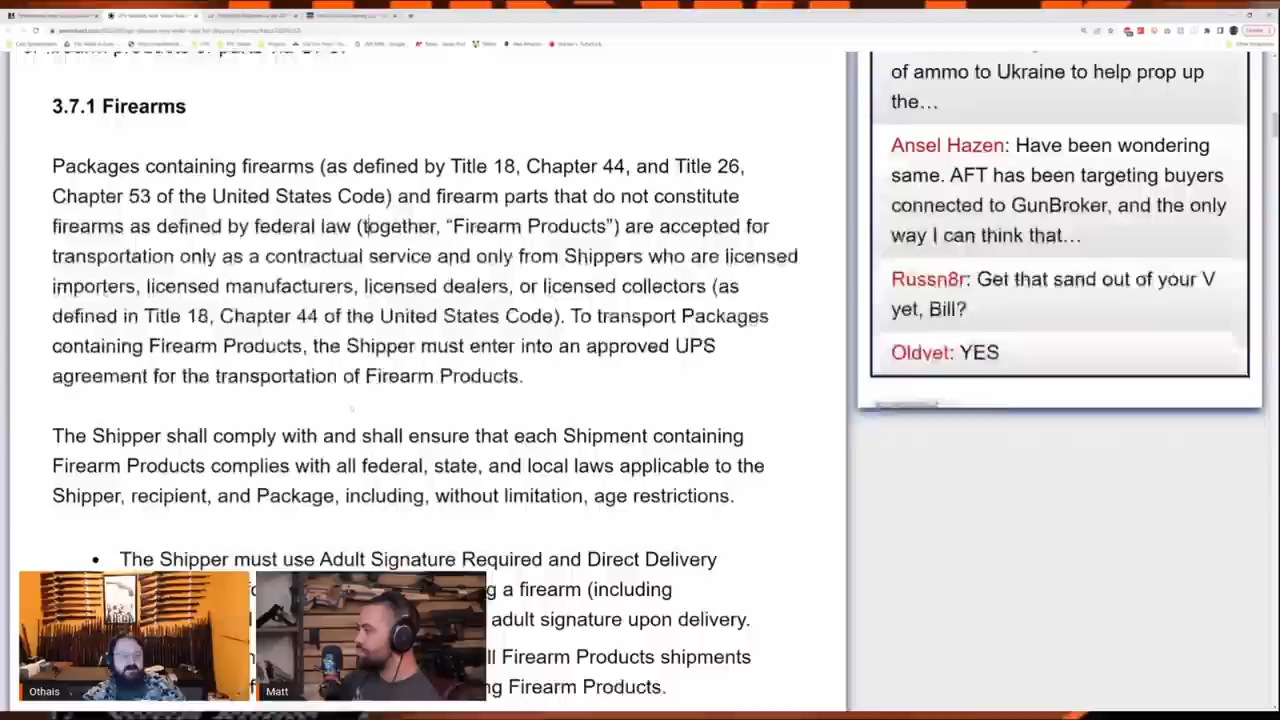 3.7.1 Firearms
Packages containing firearms (as defined by Title 18, Chapter 44, and Title 26,
Chapter 53 of the United States Code) and firearm parts that do not constitute
firearms as defined by federal law (together, “Firearm Products”) are accepted for
transportation only as a contractual service and only from Shippers who are licensed
importers, licensed manufacturers, licensed dealers, or licensed collectors (as
defined in Title 18, Chapter 44 of the United States Code). To transport Packages
containing Firearm Products, the Shipper must enter into an approved UPS
agreement for the transportation of Firearm Products.
The Shipper shall comply with and shall ensure that each Shipment containing
Firearm Products complies with all federal, state, and local laws applicable to the
Shipper, recipient, and Package, including, without limitation, age restrictions.
• The Shipper must use Adult Signature Required and Direct Delivery
g a firearm (including
adult signature upon delivery.
ll Firearm Products shipments
ng Firearm Products.
of ammo to Ukraine to help prop up
the…
Ansel Hazen: Have been wondering
same. AFT has been targeting buyers
connected to GunBroker, and the only
way I can think that…
Russn8r: Get that sand out of your V
yet, Bill?
Oldvet: YES
Othais
Matt